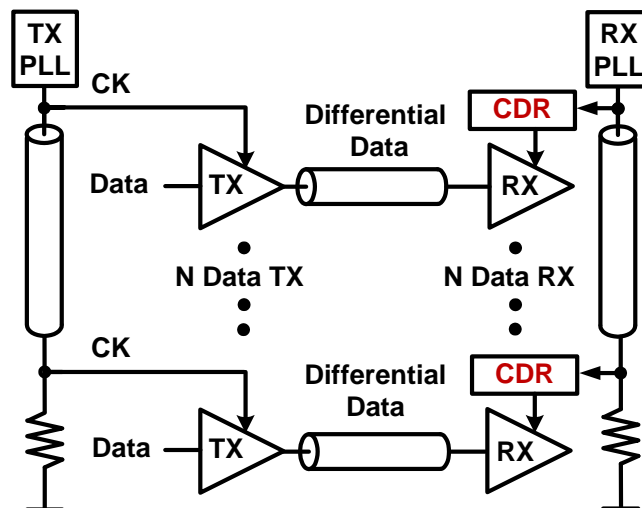 TX
PLL
RX
PLL
CK
CDR
Differential
Data
Data
TX
RX
N Data TX
N Data RX
CK
CDR
Differential
Data
Data
TX
RX